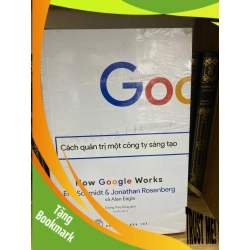 Goo
Cách quản trị một công ty sáng tạo
How Google Works
Eric Schmidt & Jonathan Rosenberg
và Alan Eagle
Tặng
Bookmark